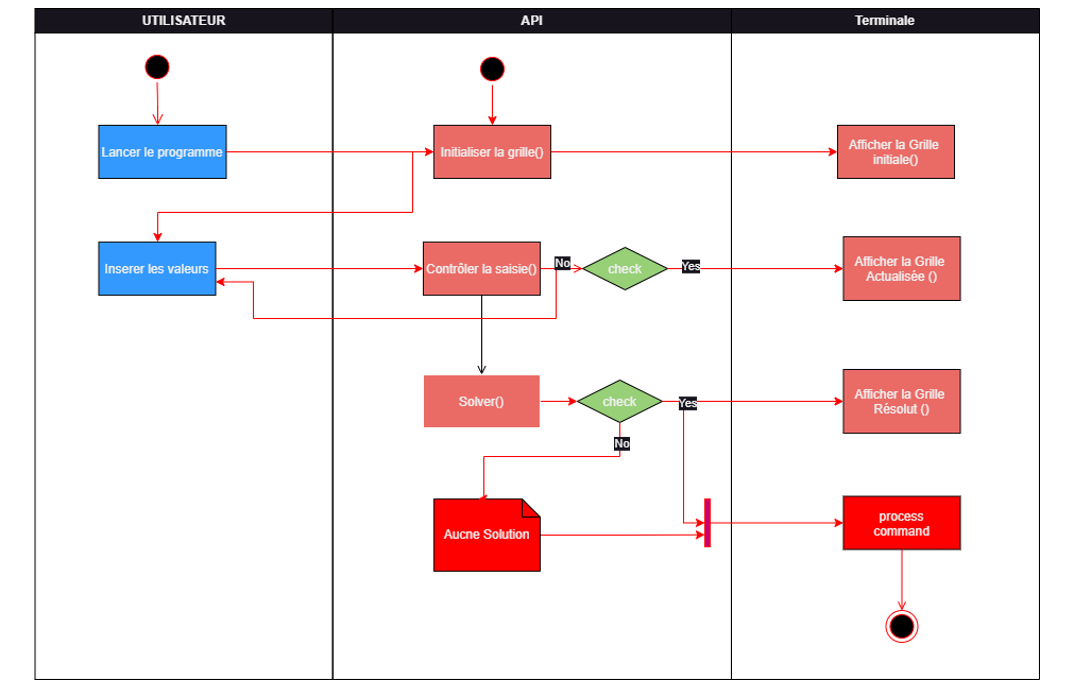 UTILISATEUR
API
Terminale
Lancer le programme
Initialiser la grille()
Afficher la Grille
initiale()
Inserer les valeurs
Contrôler la saisie()
No
check
Yes
Afficher la Grille
Actualisée ()
Solver()
check
Yes
Afficher la Grille
Résolut ()
No
Aucne Solution
process
command